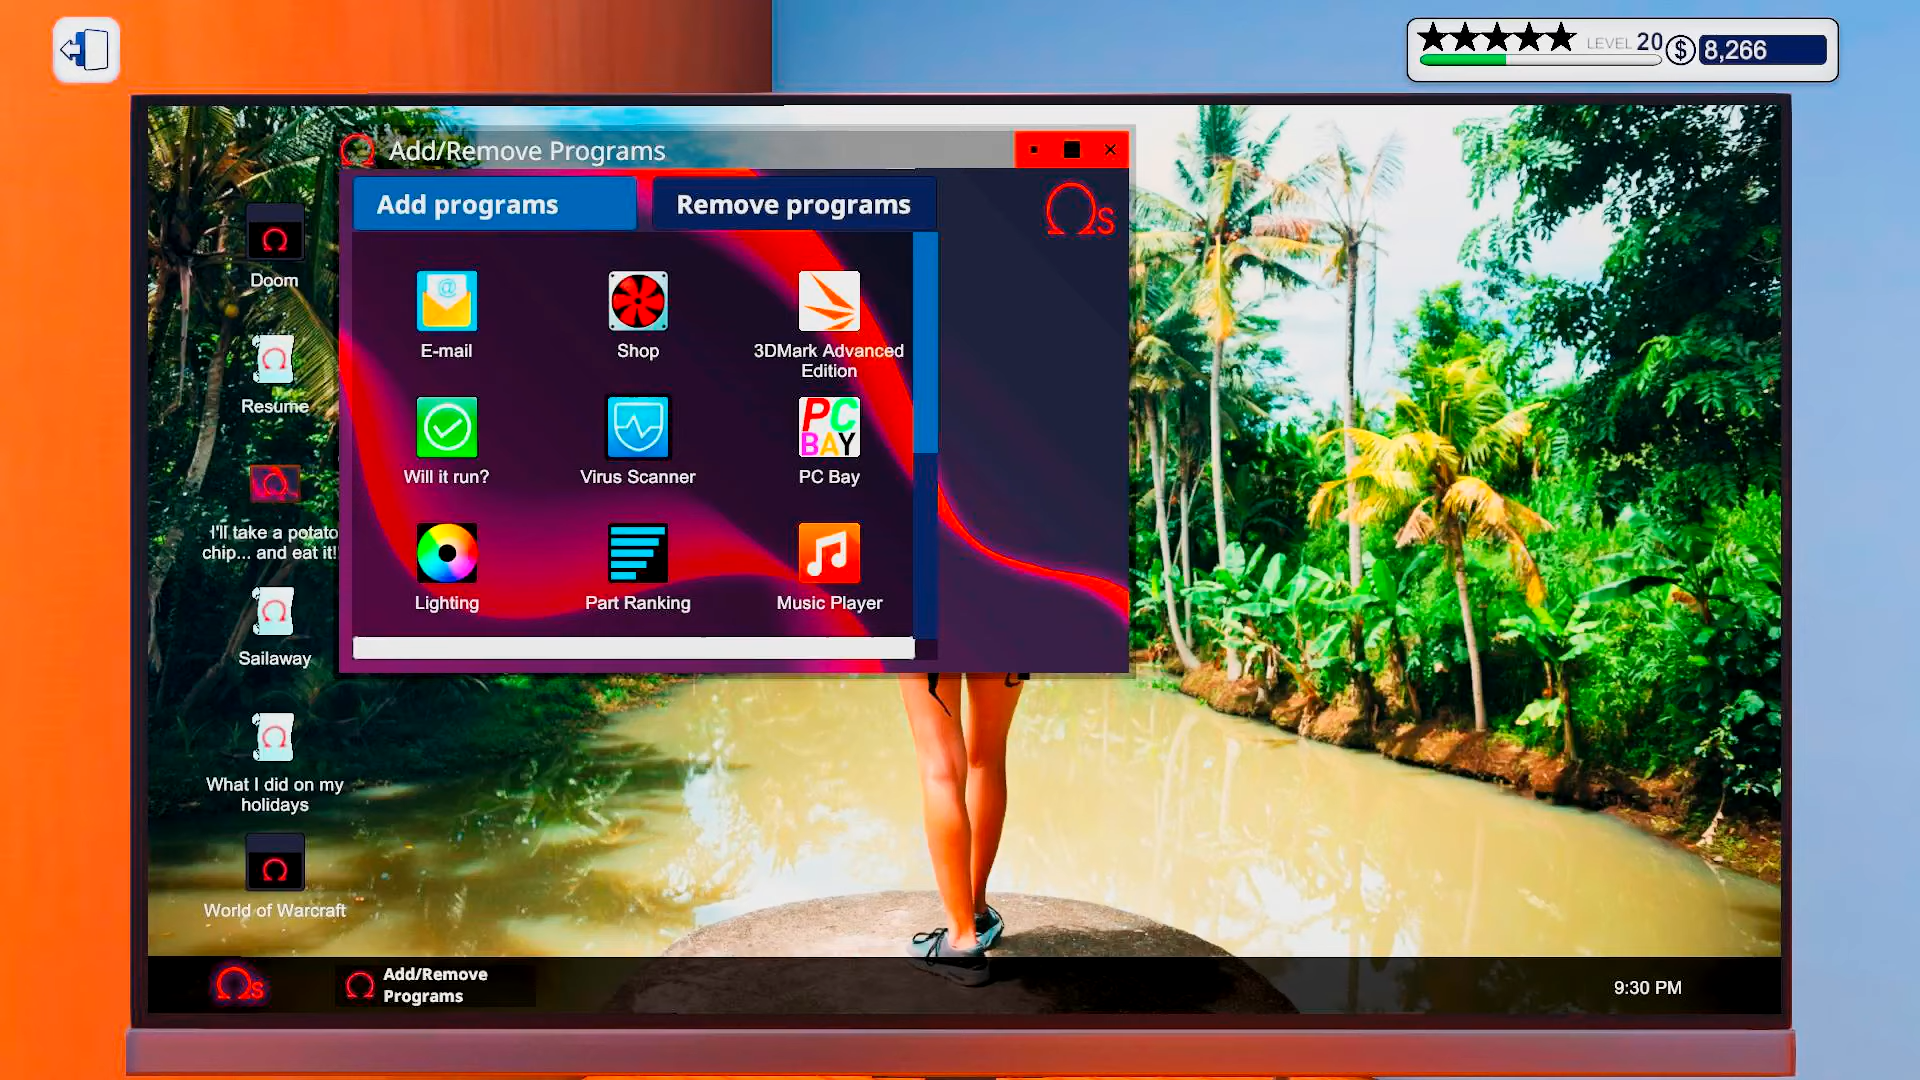 LEVEL 20 $ 8,266
Add/Remove Programs
Add programs
Remove programs
Ωs
Doom
Resume
I'll take a potato
chip... and eat it!
Sailaway
What I did on my
holidays
World of Warcraft
@
E-mail
Shop
3DMark Advanced
Edition
Will it run?
Virus Scanner
PC
BAY
PC Bay
Lighting
Part Ranking
Music Player
Ωs
Add/Remove
Programs
9:30 PM